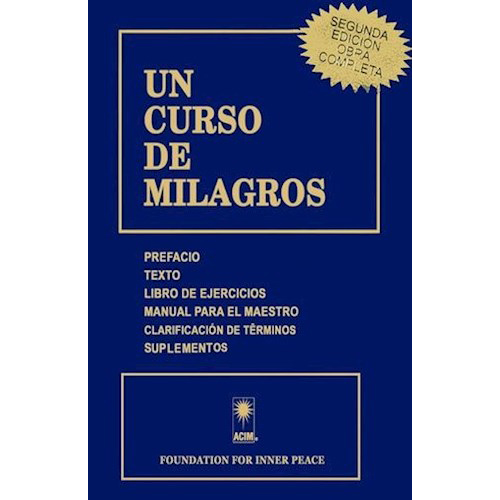 SEGUNDA
EDICIÓN
OBRA
COMPLETA
UN
CURSO
DE
MILAGROS
PREFACIO
TEXTO
LIBRO DE EJERCICIOS
MANUAL PARA EL MAESTRO
CLARIFICACIÓN DE TÊRMINOS
SUPLEMENTOS
ACIM®
FOUNDATION FOR INNER PEACE